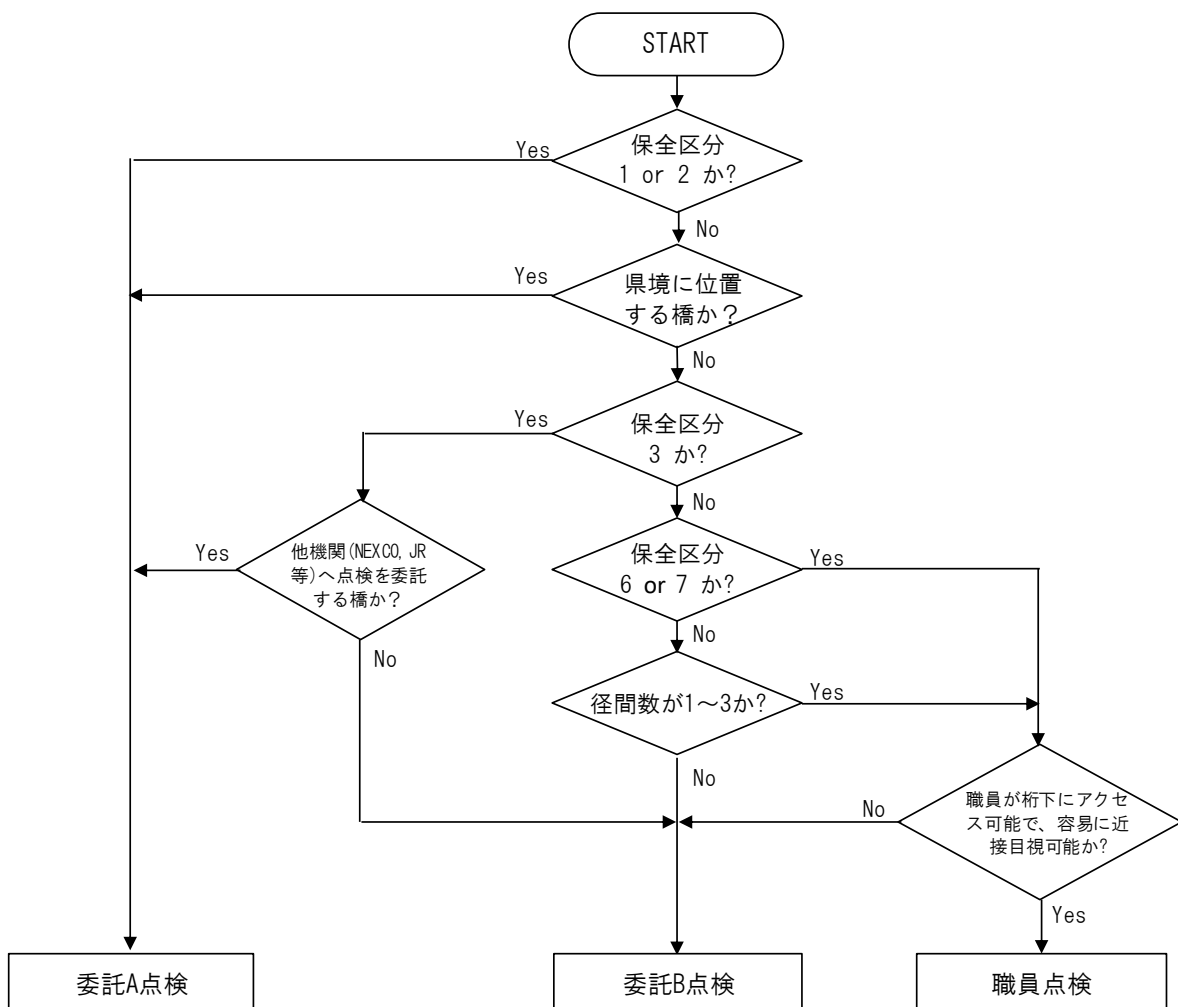 START
保全区分
1 or 2 か?
Yes
No
県境に位置
する橋か？
Yes
No
保全区分
3 か?
Yes
No
他機関(NEXCO, JR
等)へ点検を委託
する橋か？
Yes
No
保全区分
6 or 7 か?
Yes
No
径間数が1～3か?
Yes
No
職員が桁下にアクセ
ス可能で、容易に近
接目視可能か?
No
Yes
委託A点検
委託B点検
職員点検